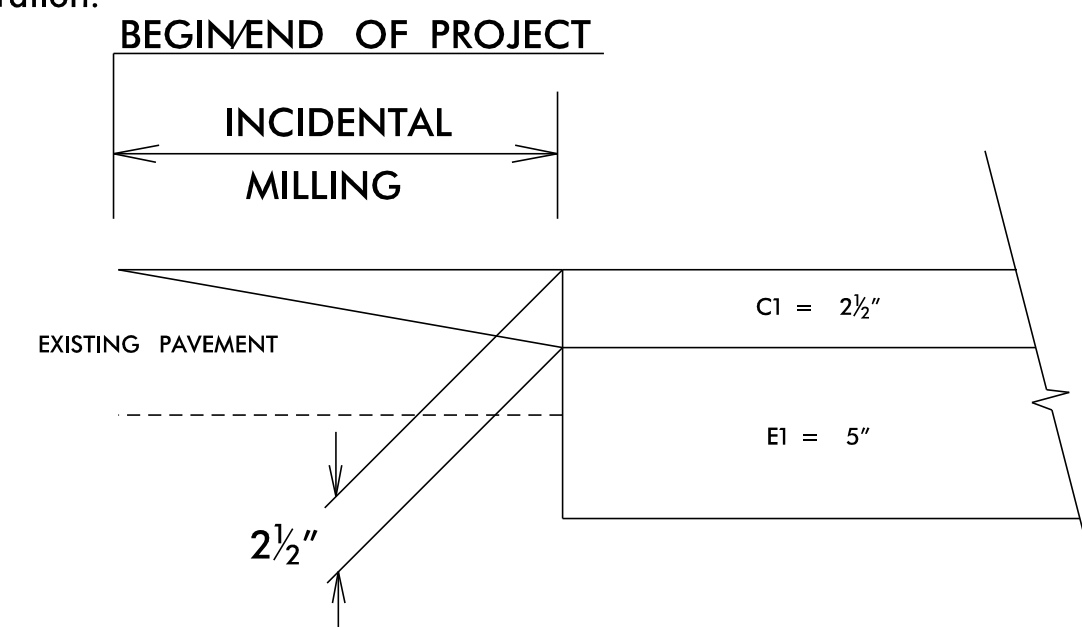 BEGIN/END OF PROJECT
INCIDENTAL
MILLING
C1 = 2½"
EXISTING PAVEMENT
E1 = 5"
2½"